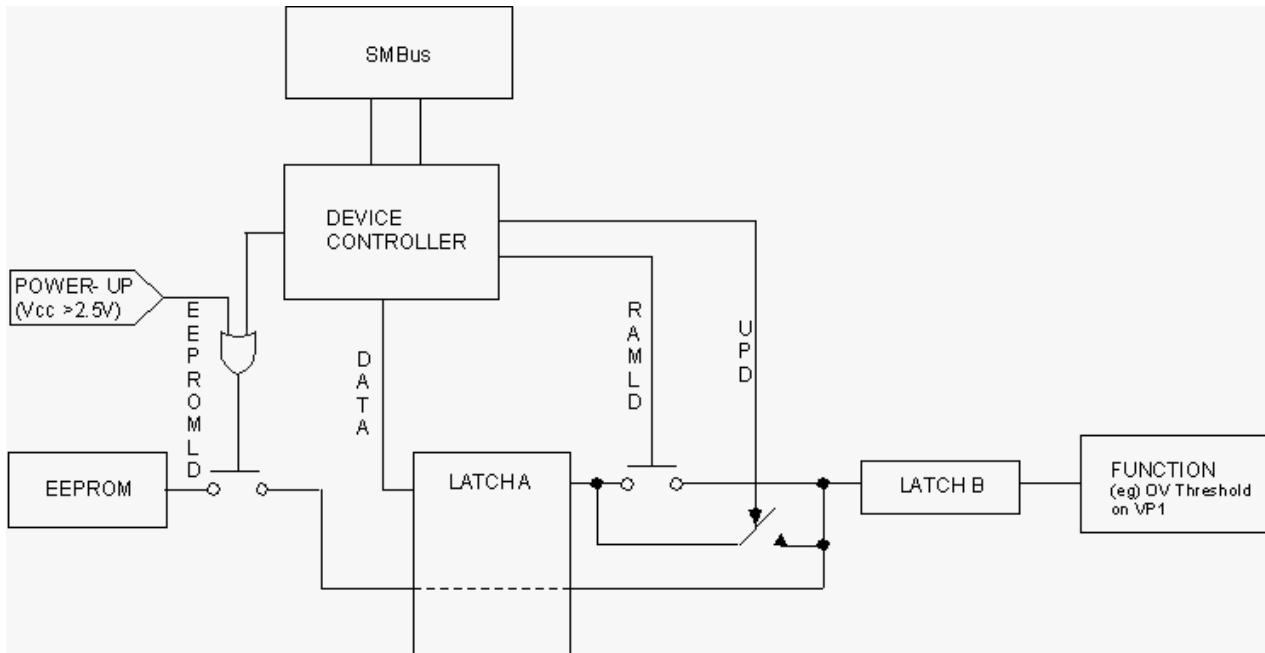 SMBus
DEVICE
CONTROLLER
POWER- UP
(Vcc >2.5V)
EEPROMLD
DATA
RAMLD
UPD
EEPROM
LATCH A
LATCH B
FUNCTION
(eg) OV Threshold
on VP1